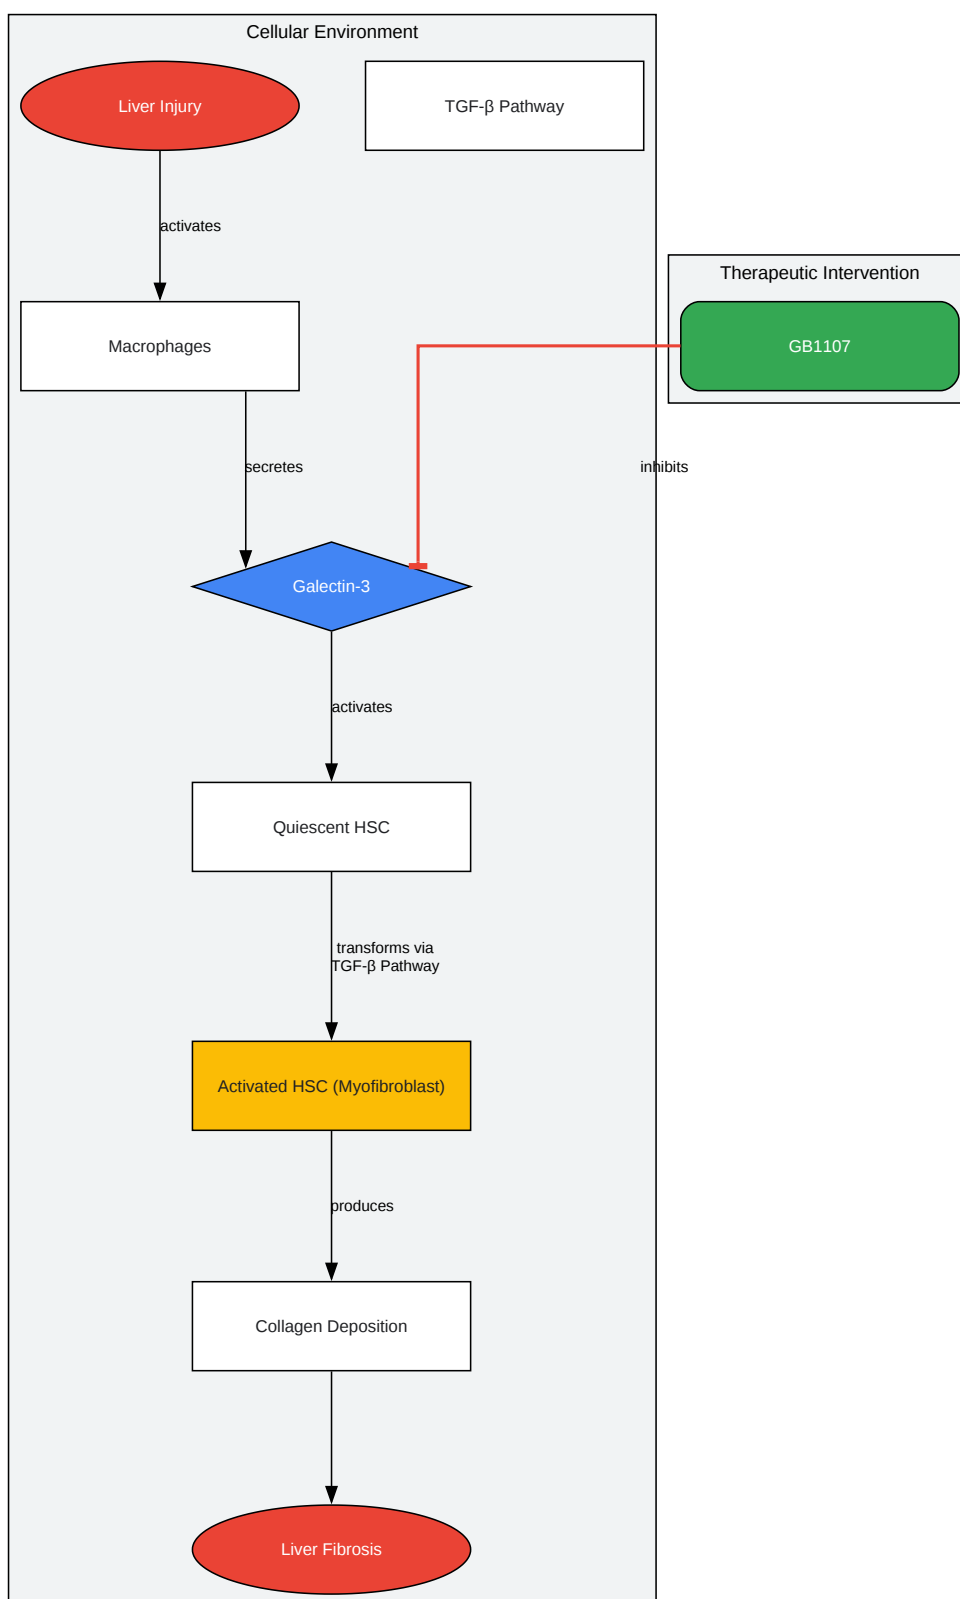 Cellular Environment
Liver Injury
TGF-β Pathway
activates
Therapeutic Intervention
Macrophages
GB1107
secretes
inhibits
Galectin-3
activates
Quiescent HSC
transforms via
TGF-β Pathway
Activated HSC (Myofibroblast)
produces
Collagen Deposition
Liver Fibrosis